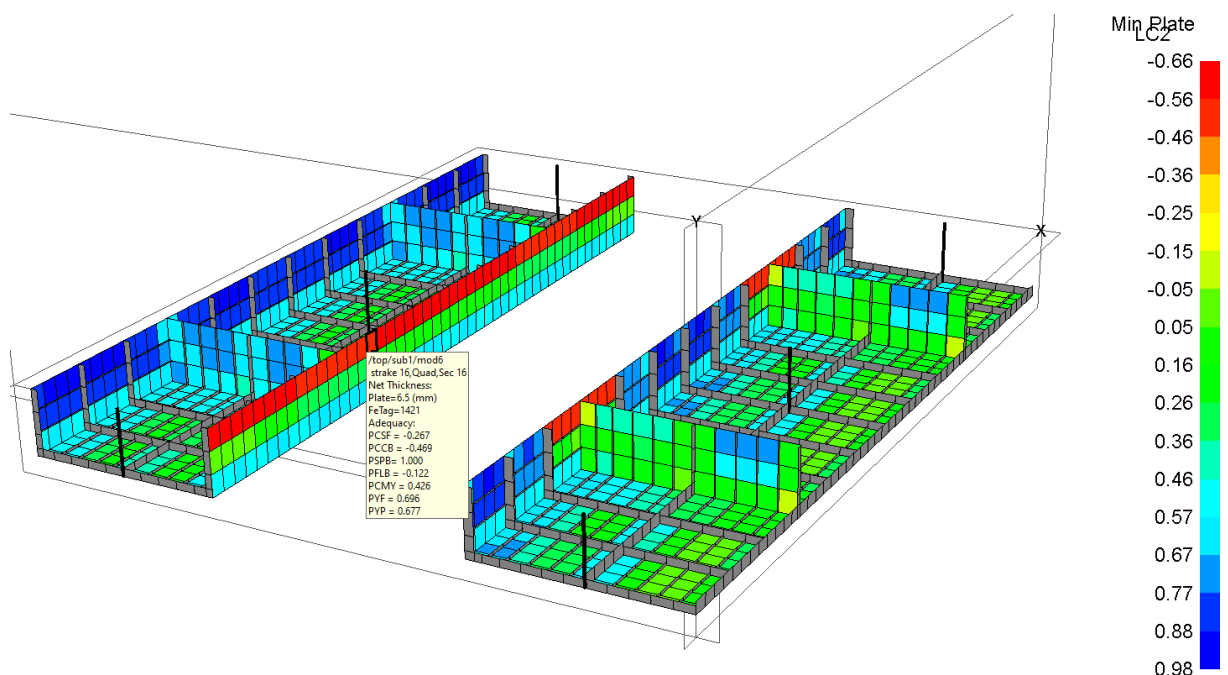 Min Plate
LC2
-0.66
-0.56
-0.46
-0.36
-0.25
-0.15
-0.05
0.05
0.16
0.26
0.36
0.46
0.57
0.67
0.77
0.88
0.98
Y
X
/top/sub1/mod6
strake 16,Quad,Sec 16
Net Thickness:
Plate=6.5 (mm)
FeTag=1421
Adequacy:
PCSF = -0.267
PCCB = -0.469
PSPB= 1.000
PFLB = -0.122
PCMY = 0.426
PYF = 0.696
PYP = 0.677